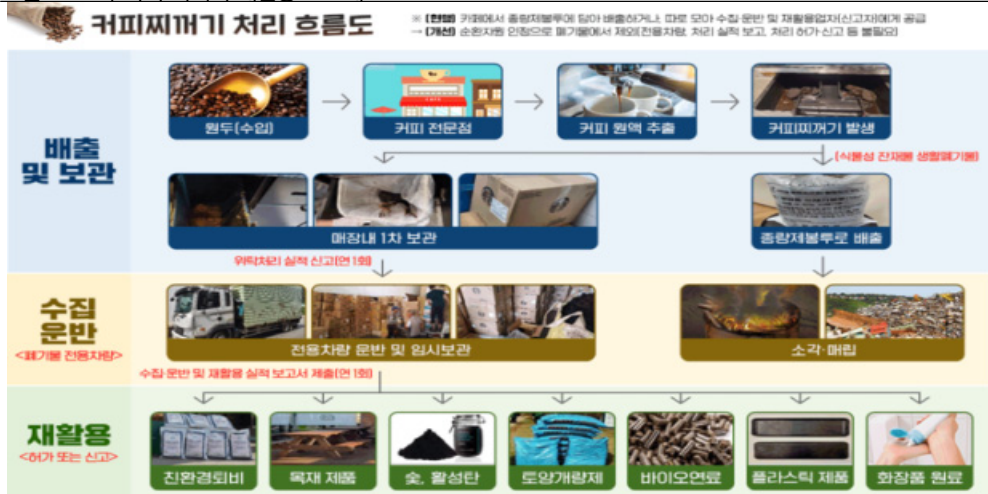 커피찌꺼기 처리 흐름도
※ (현행) 카페에서 종량제봉투에 담아 배출하거나, 따로 모아 수집·운반 및 재활용업자(신고자)에게 공급
→ (개선) 순환자원 인정으로 폐기물에서 제외(전용차량, 처리 실적 보고, 처리 허가·신고 등 불필요)
배출
및 보관
원두(수입)
커피 전문점
커피 원액 추출
커피찌꺼기 발생
(식물성 잔재물 생활폐기물)
매장내 1차 보관
종량제봉투로 배출
위탁처리 실적 신고(연 1회)
수집
운반
<폐기물 전용차량>
전용차량 운반 및 임시보관
소각·매립
수집·운반 및 재활용 실적 보고서 제출(연 1회)
재활용
<허가 또는 신고>
친환경퇴비
목재 제품
숯, 활성탄
토양개량제
바이오연료
플라스틱 제품
화장품 원료